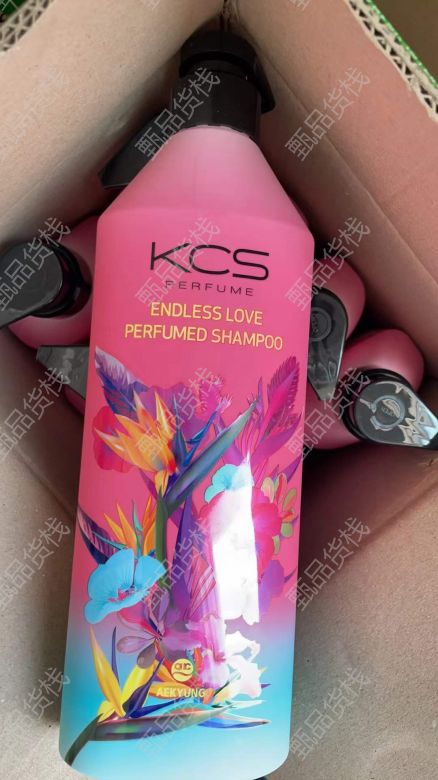 KCS
PERFUME
ENDLESS LOVE
PERFUMED SHAMPOO
AEKYUNG
甄品货栈